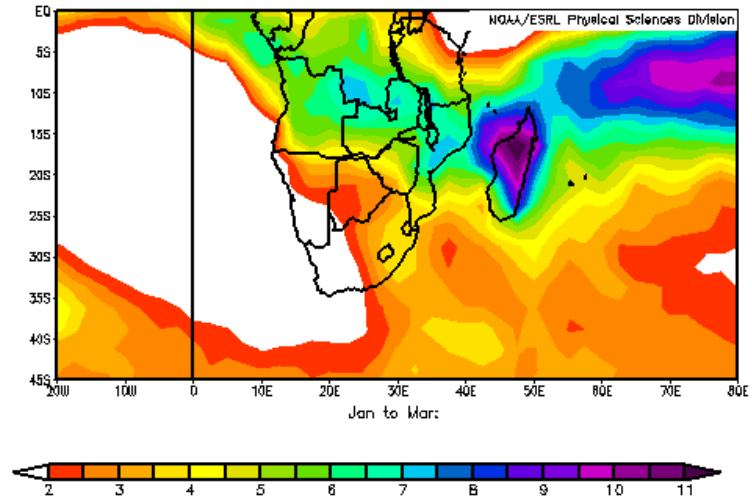 EQ
NOAA/ESRL Physical Sciences Division
5S
10S
15S
20S
25S
30S
35S
40S
45S
20W 10W 0 10E 20E 30E 40E 50E 60E 70E 80E
Jan to Mar:
2 3 4 5 6 7 8 9 10 11